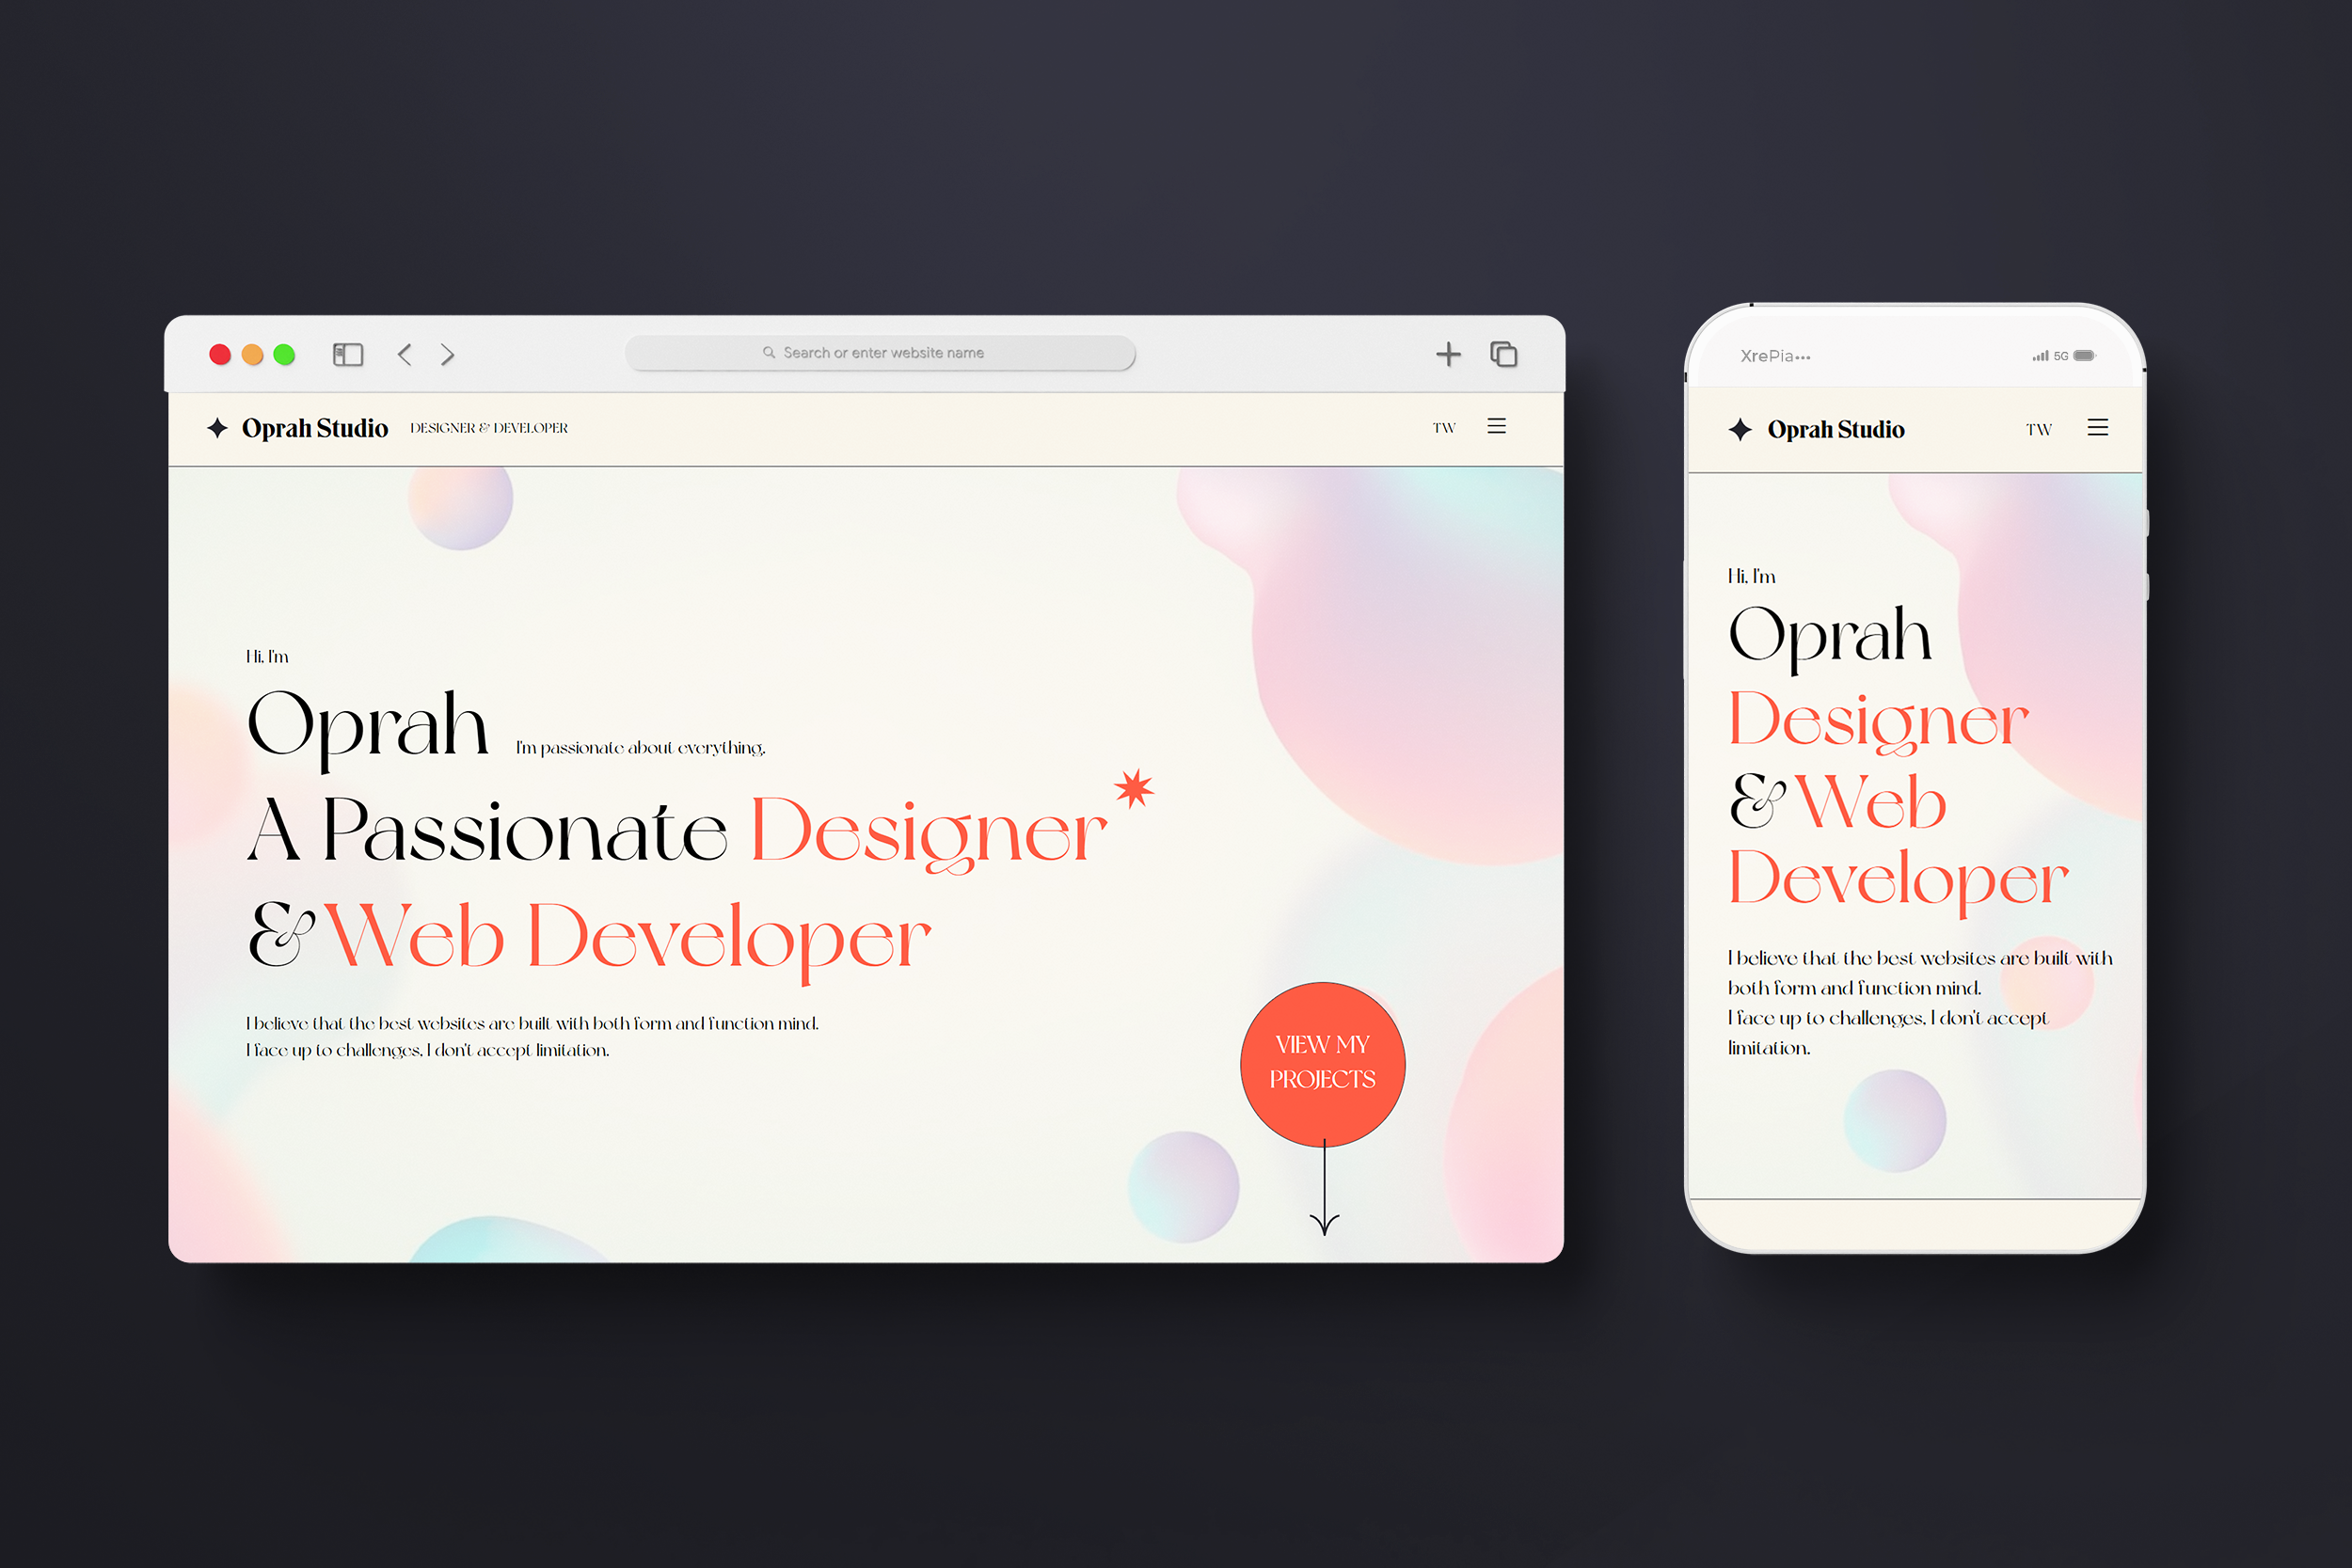 Search or enter website name
Oprah Studio DESIGNER & DEVELOPER TW
Hi, I'm
Oprah I'm passionate about everything.
A Passionate Designer
& Web Developer
I believe that the best websites are built with both form and function mind.
I face up to challenges, I don't accept limitation.
VIEW MY
PROJECTS
XrePia••• 5G
Oprah Studio TW
Hi, I'm
Oprah
Designer
& Web
Developer
I believe that the best websites are built with
both form and function mind.
I face up to challenges, I don't accept
limitation.